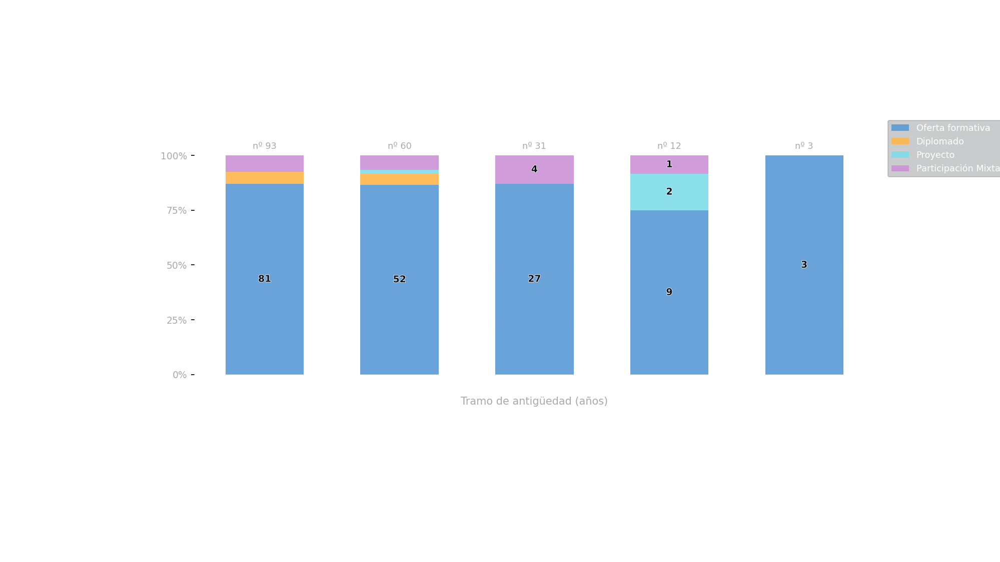 Oferta formativa
Diplomado
Proyecto
Participación Mixta
nº 93 nº 60 nº 31 nº 12 nº 3
100%
75%
50%
25%
0%
4
1
2
81
52
27
9
3
Tramo de antigüedad (años)